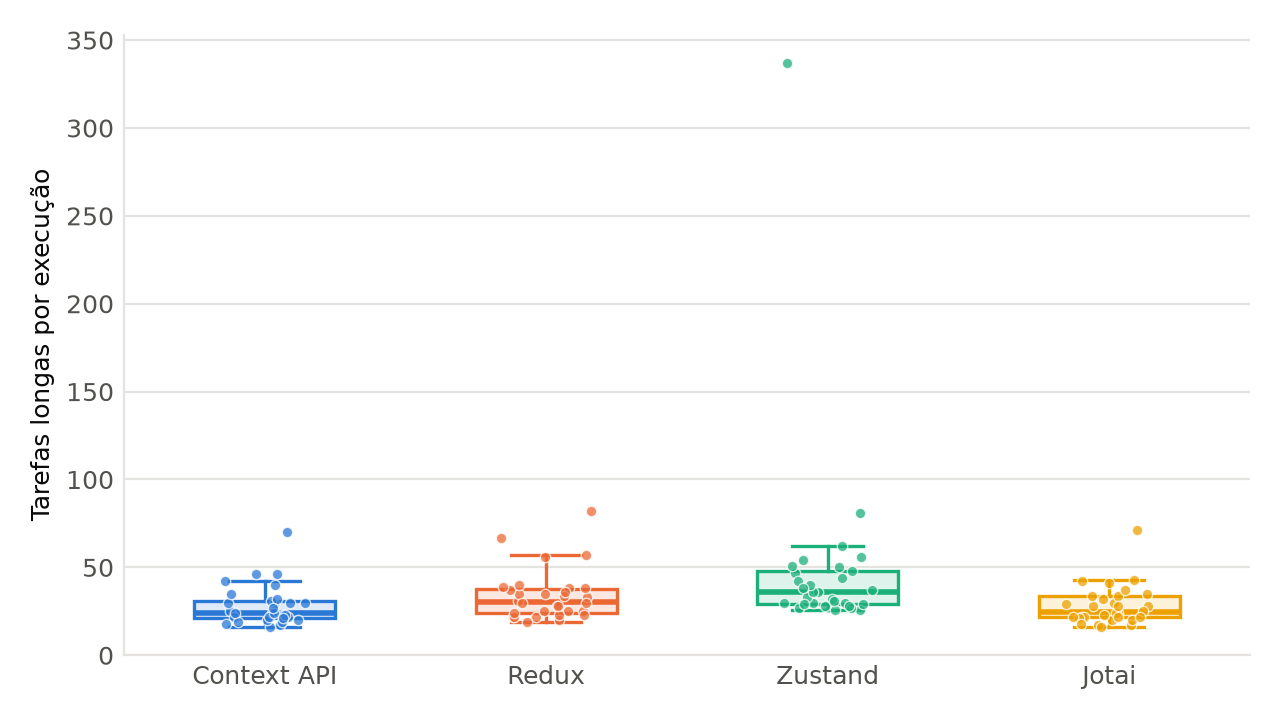 Tarefas longas por execução
350
300
250
200
150
100
50
0
Context API
Redux
Zustand
Jotai